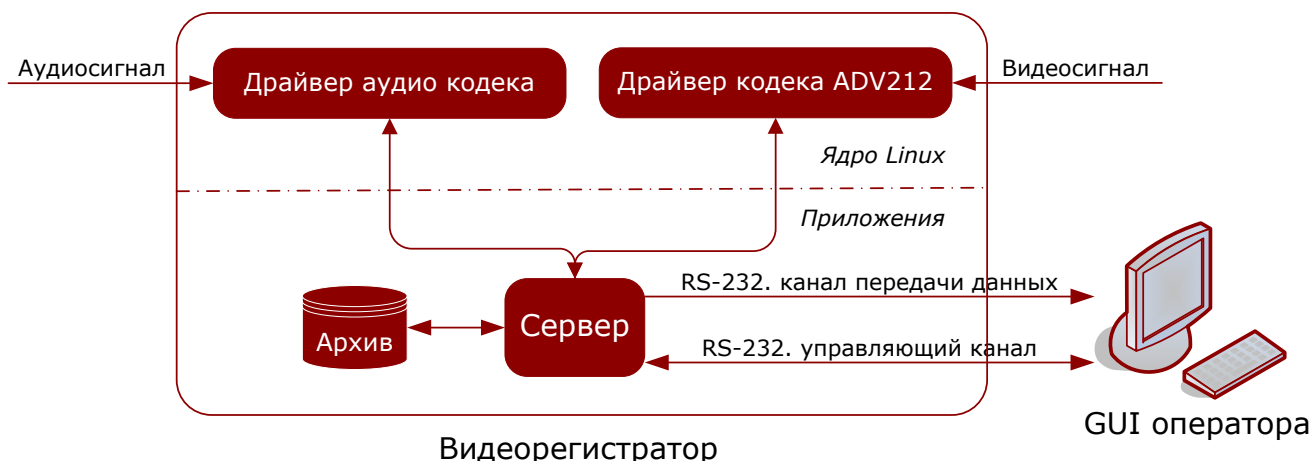 Аудиосигнал
Драйвер аудио кодека
Драйвер кодека ADV212
Видеосигнал
Ядро Linux
Приложения
RS-232. канал передачи данных
Сервер
Архив
RS-232. управляющий канал
GUI оператора
Видеорегистратор